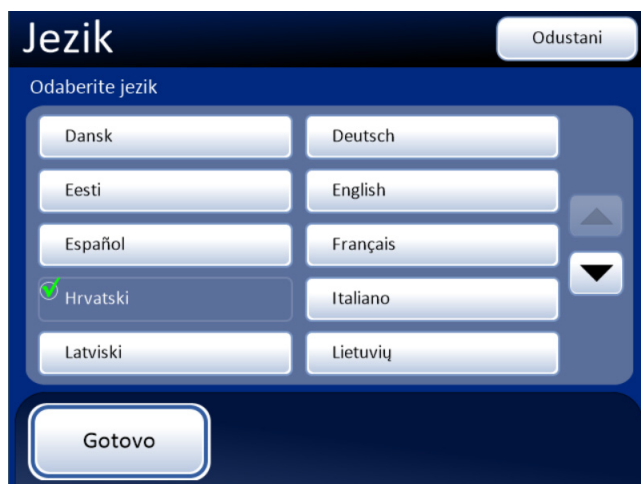 Jezik
Odustani
Odaberite jezik
Dansk
Deutsch
Eesti
English
Español
Français
Hrvatski
Italiano
Latviski
Lietuvių
Gotovo